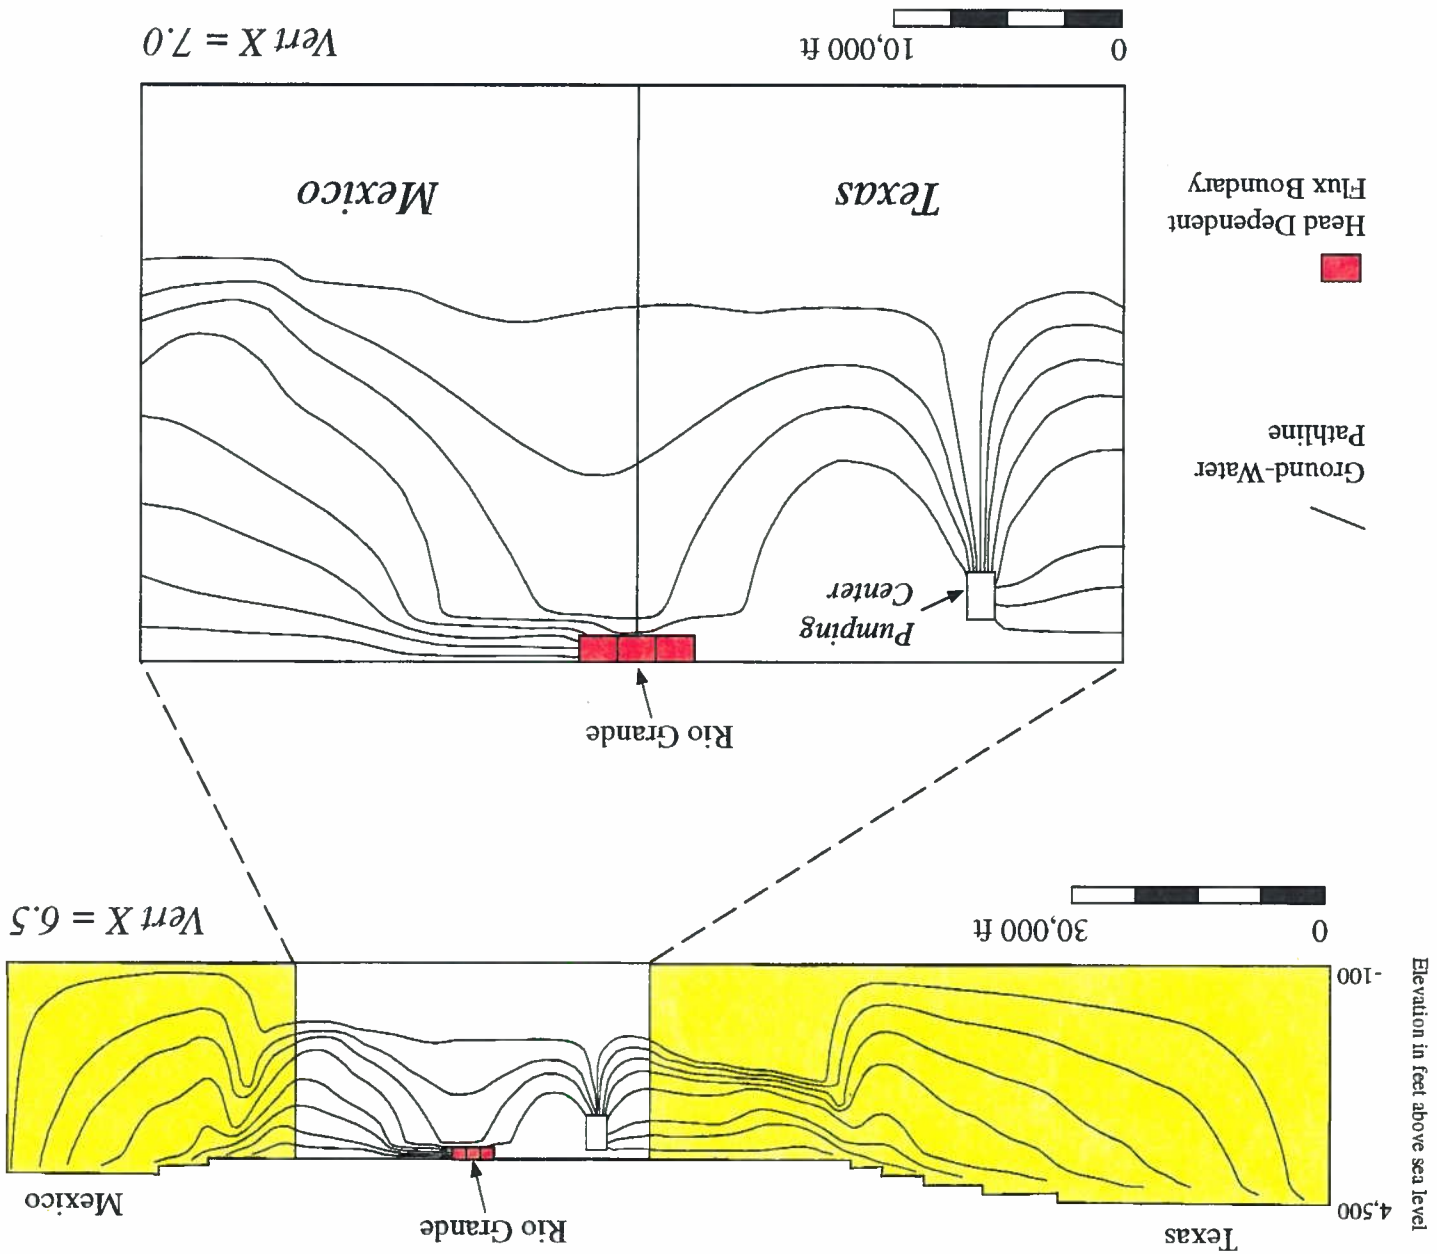 Texas
Rio Grande
Mexico
4,500
-100
Elevation in feet above sea level
0
30,000 ft
Vert X = 6.5
Rio Grande
Pumping
Center
Ground-Water
Pathline
Head Dependent
Flux Boundary
Texas
Mexico
0
10,000 ft
Vert X = 7.0